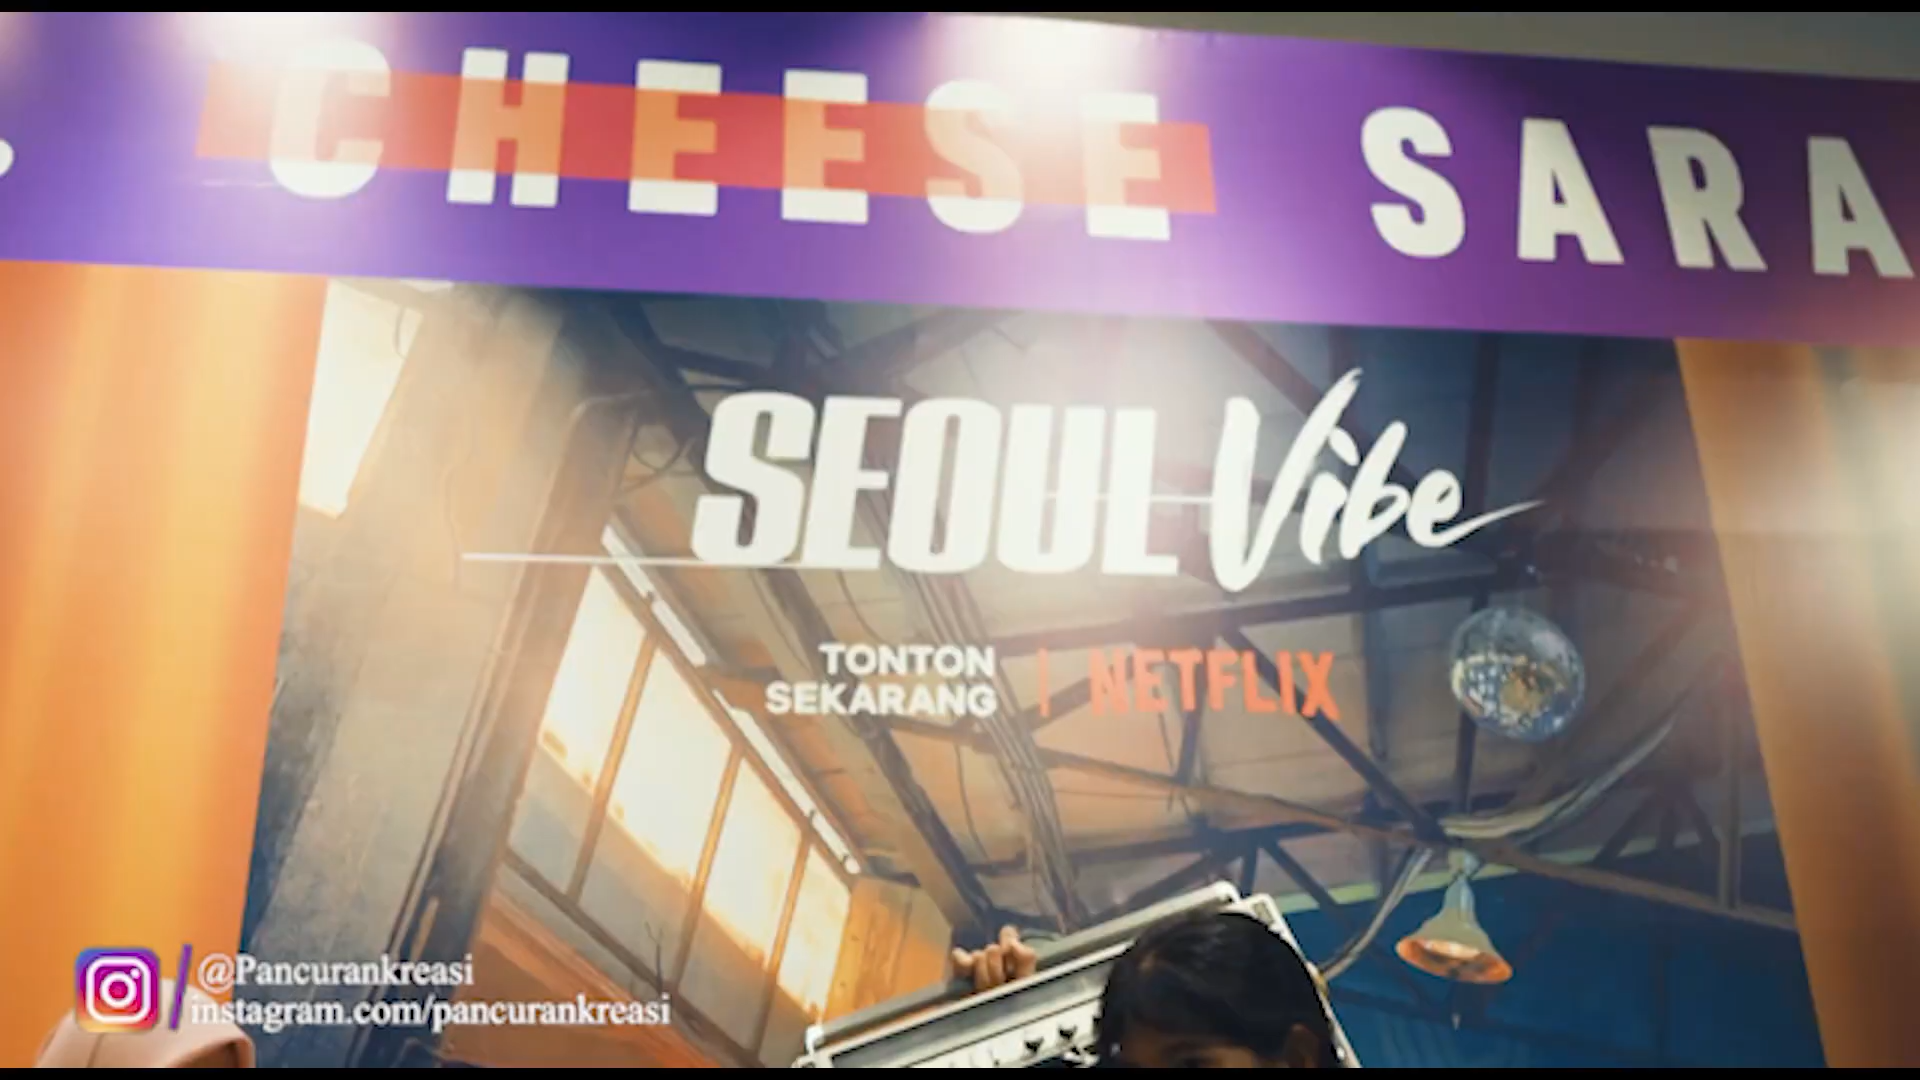 CHEESE SARA
SEOUL Vibe
TONTON
SEKARANG | NETFLIX
@Pancurankreasi
instagram.com/pancurankreasi